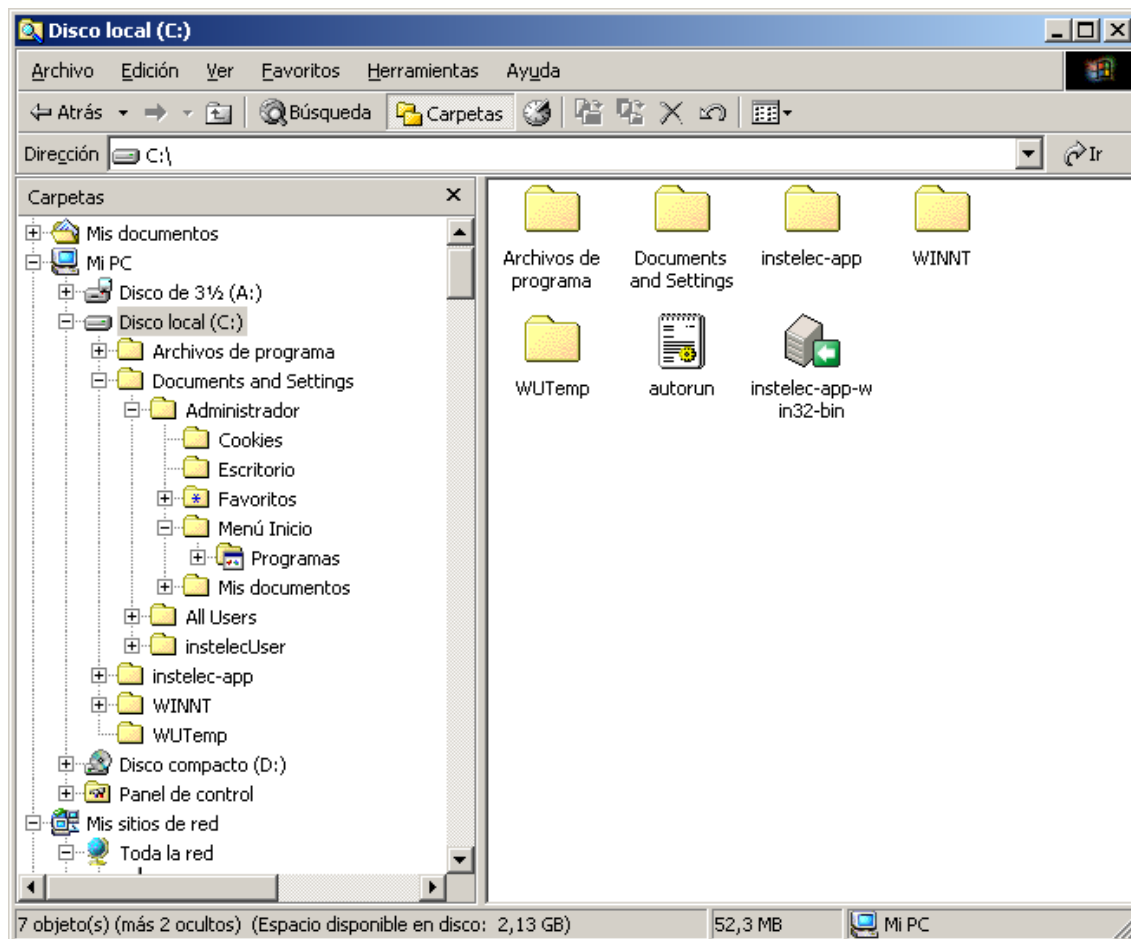 Disco local (C:)
Archivo Edición Ver Favoritos Herramientas Ayuda
Atrás Búsqueda Carpetas
Dirección C:\ Ir
Carpetas
Mis documentos
Mi PC
Disco de 3½ (A:)
Disco local (C:)
Archivos de programa
Documents and Settings
Administrador
Cookies
Escritorio
Favoritos
Menú Inicio
Programas
Mis documentos
All Users
instelecUser
instelec-app
WINNT
WUTemp
Disco compacto (D:)
Panel de control
Mis sitios de red
Toda la red
Archivos de
programa
Documents
and Settings
instelec-app
WINNT
WUTemp
autorun
instelec-app-w
in32-bin
7 objeto(s) (más 2 ocultos) (Espacio disponible en disco: 2,13 GB) 52,3 MB Mi PC